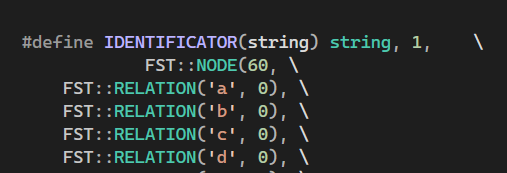 #define IDENTIFICATOR(string) string, 1, \
FST::NODE(60, \
FST::RELATION('a', 0), \
FST::RELATION('b', 0), \
FST::RELATION('c', 0), \
FST::RELATION('d', 0), \